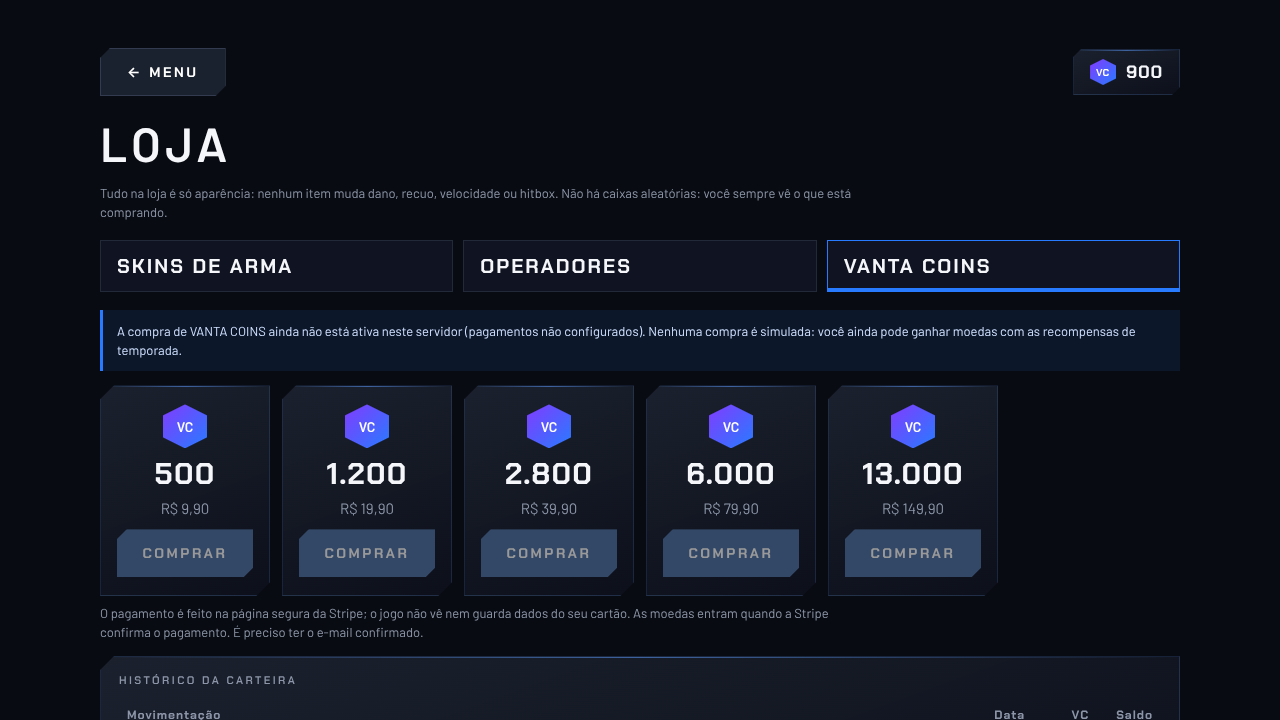 ← MENU
VC 900
LOJA
Tudo na loja é só aparência: nenhum item muda dano, recuo, velocidade ou hitbox. Não há caixas aleatórias: você sempre vê o que está
comprando.
SKINS DE ARMA
OPERADORES
VANTA COINS
A compra de VANTA COINS ainda não está ativa neste servidor (pagamentos não configurados). Nenhuma compra é simulada: você ainda pode ganhar moedas com as recompensas de
temporada.
VC
500
R$ 9,90
COMPRAR
VC
1.200
R$ 19,90
COMPRAR
VC
2.800
R$ 39,90
COMPRAR
VC
6.000
R$ 79,90
COMPRAR
VC
13.000
R$ 149,90
COMPRAR
O pagamento é feito na página segura da Stripe; o jogo não vê nem guarda dados do seu cartão. As moedas entram quando a Stripe
confirma o pagamento. É preciso ter o e-mail confirmado.
HISTÓRICO DA CARTEIRA
Movimentação Data VC Saldo